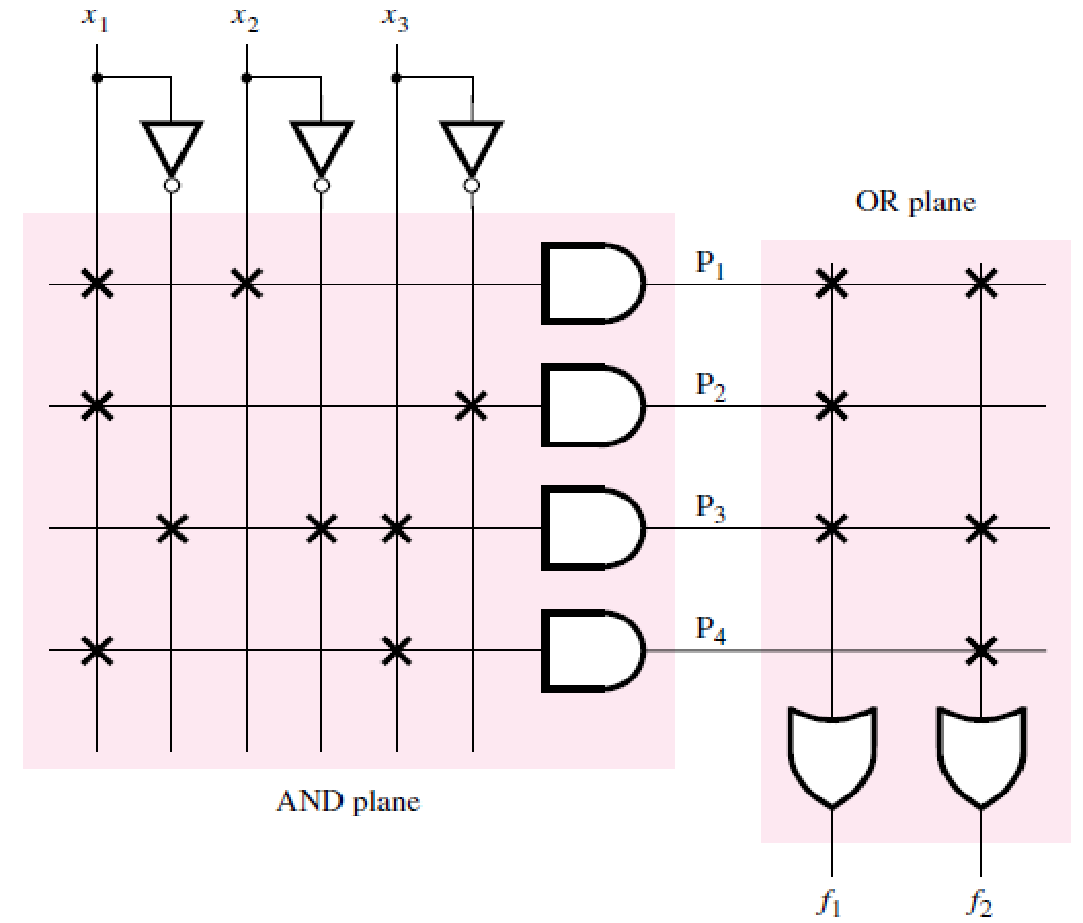 x1 x2 x3
OR plane
P1
P2
P3
P4
AND plane
f1 f2